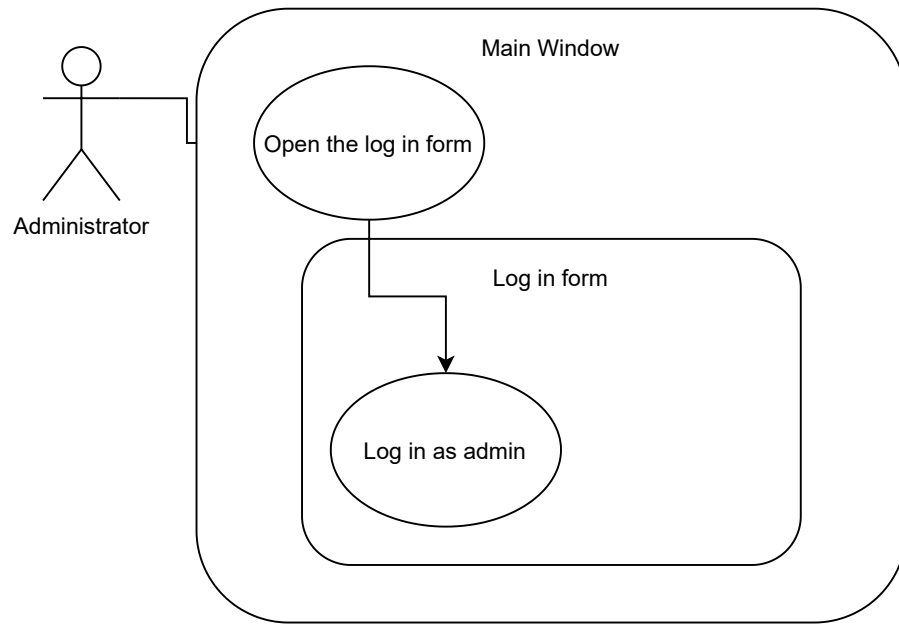 Main Window
Open the log in form
Administrator
Log in form
Log in as admin